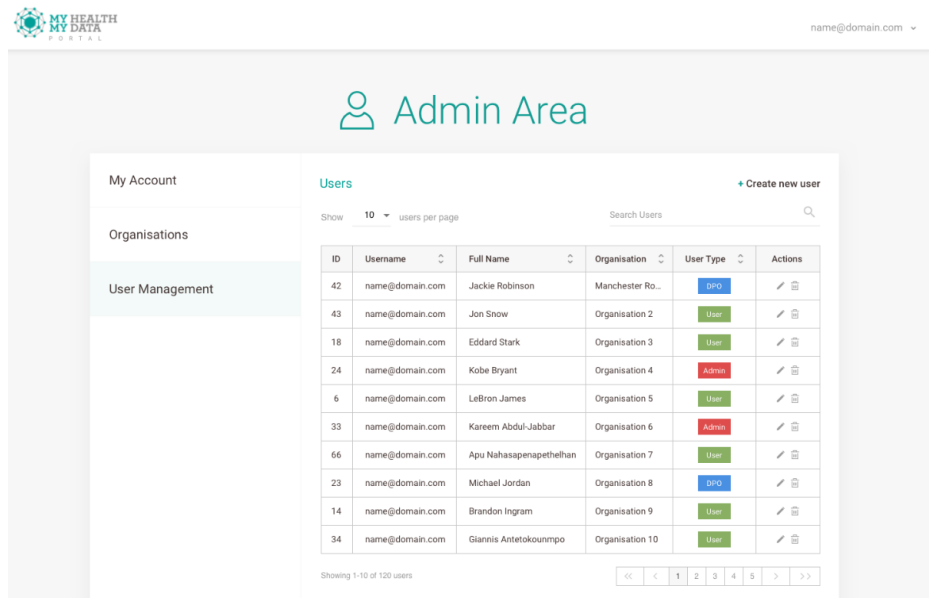 MY HEALTH
MY DATA
PORTAL
name@domain.com
Admin Area
My Account
Organisations
User Management
Users
+ Create new user
Show 10 users per page
Search Users
ID Username Full Name Organisation User Type Actions
42 name@domain.com Jackie Robinson Manchester Ro... DPO
43 name@domain.com Jon Snow Organisation 2 User
18 name@domain.com Eddard Stark Organisation 3 User
24 name@domain.com Kobe Bryant Organisation 4 Admin
6 name@domain.com LeBron James Organisation 5 User
33 name@domain.com Kareem Abdul-Jabbar Organisation 6 Admin
66 name@domain.com Apu Nahasapenapethelhan Organisation 7 User
23 name@domain.com Michael Jordan Organisation 8 DPO
14 name@domain.com Brandon Ingram Organisation 9 User
34 name@domain.com Giannis Antetokounmpo Organisation 10 User
Showing 1-10 of 120 users
<< < 1 2 3 4 5 > >>